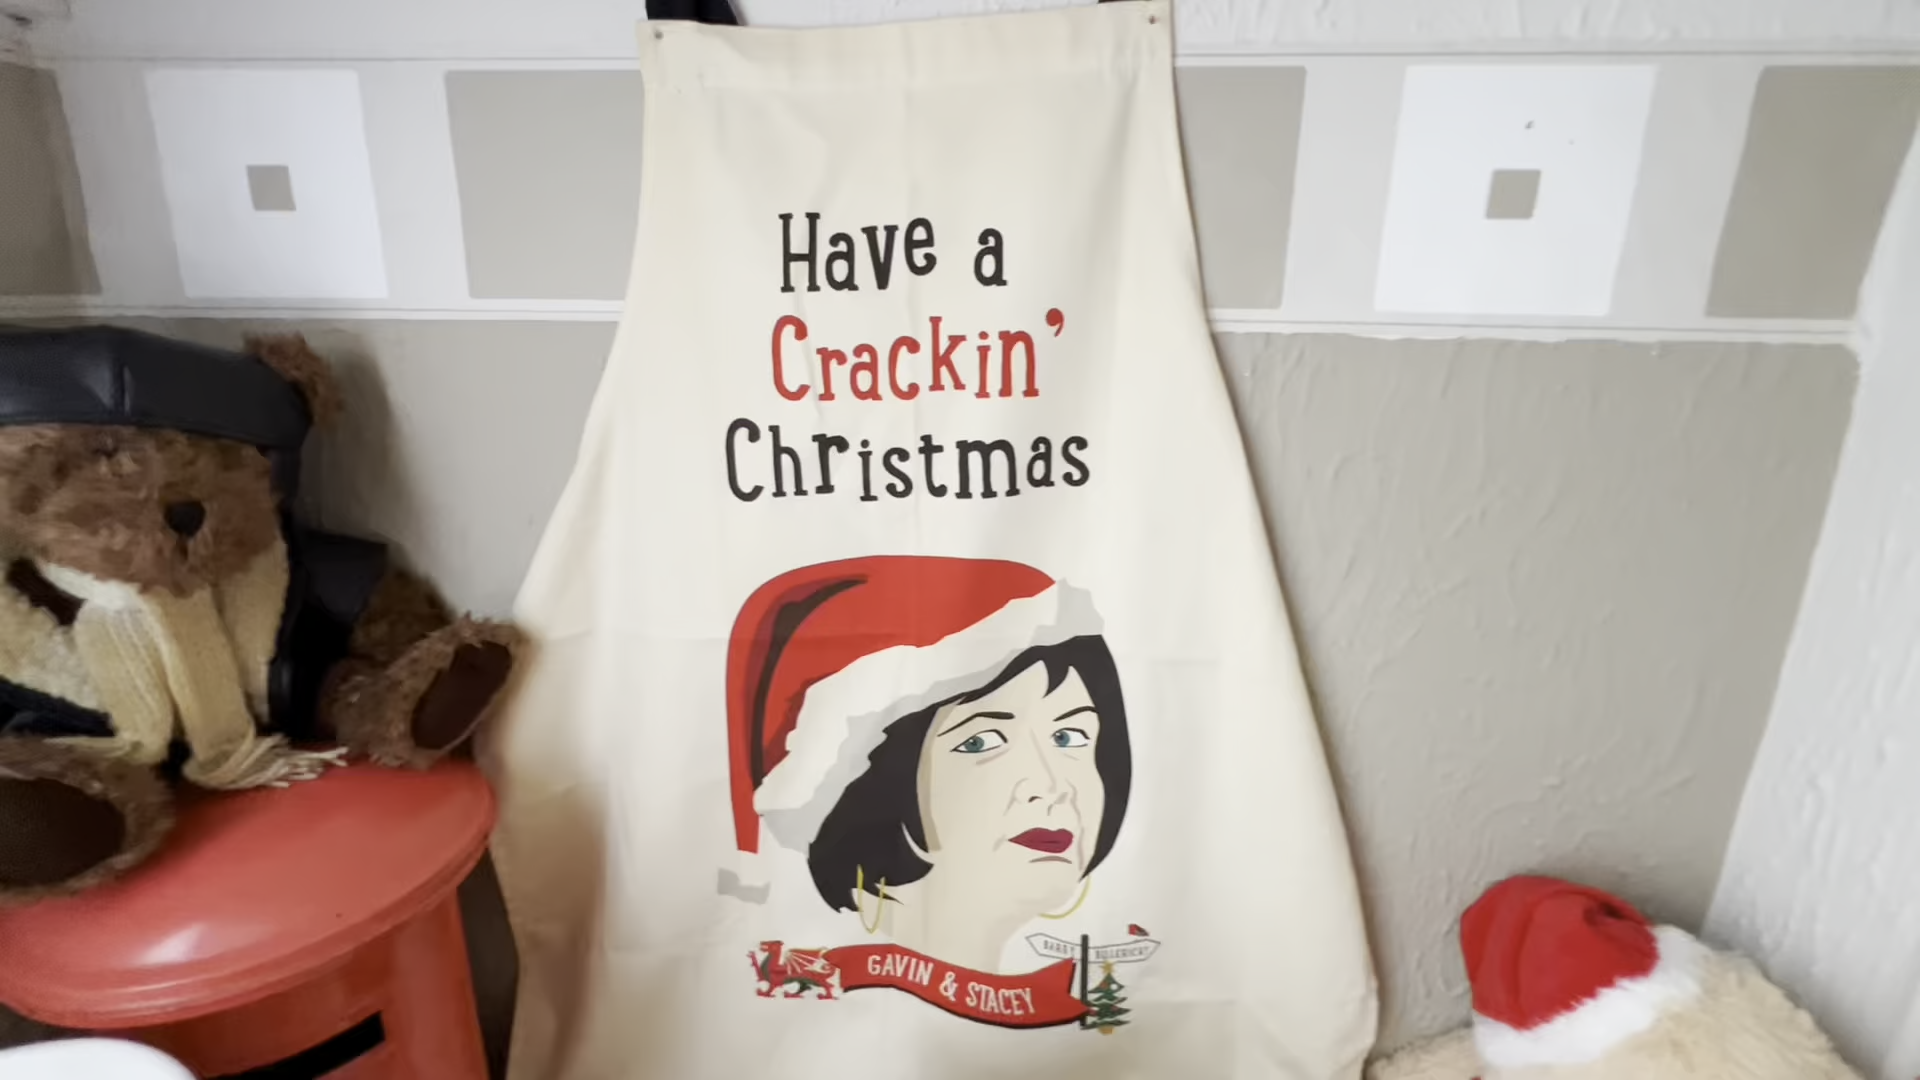 Have a
Crackin’
Christmas
BARRY
BILLERICAY
GAVIN & STACEY